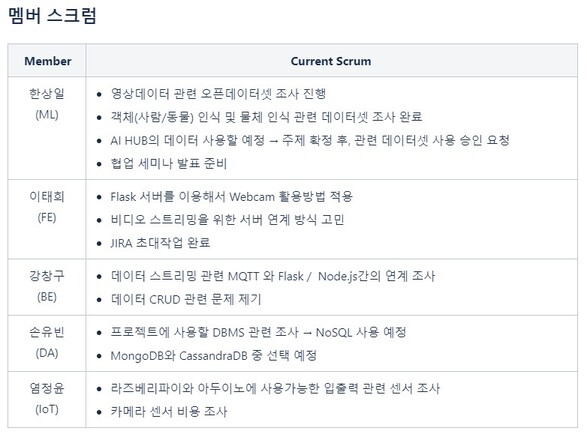 멤버 스크럼
Member Current Scrum
한상일
(ML)
• 영상데이터 관련 오픈데이터셋 조사 진행
• 객체(사람/동물) 인식 및 물체 인식 관련 데이터셋 조사 완료
• AI HUB의 데이터 사용할 예정 → 주제 확정 후, 관련 데이터셋 사용 승인 요청
• 협업 세미나 발표 준비
이태희
(FE)
• Flask 서버를 이용해서 Webcam 활용방법 적용
• 비디오 스트리밍을 위한 서버 연계 방식 고민
• JIRA 초대작업 완료
강창구
(BE)
• 데이터 스트리밍 관련 MQTT 와 Flask / Node.js간의 연계 조사
• 데이터 CRUD 관련 문제 제기
손유빈
(DA)
• 프로젝트에 사용할 DBMS 관련 조사 → NoSQL 사용 예정
• MongoDB와 CassandraDB 중 선택 예정
염정윤
(IoT)
• 라즈베리파이와 아두이노에 사용가능한 입출력 관련 센서 조사
• 카메라 센서 비용 조사